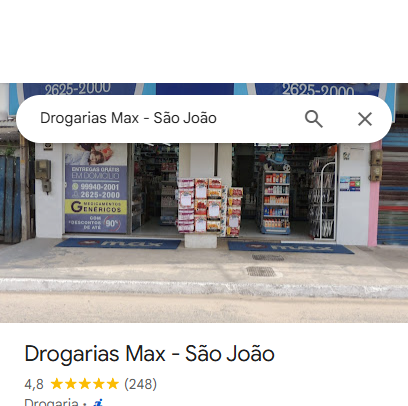 2625-2000 2625-2000
Drogarias Max - São João
ENTREGAS GRÁTIS
EM DOMICÍLIO
99940-2001
2625-2000
MEDICAMENTOS
GENÉRICOS
COM
DESCONTOS
DE ATÉ 90%
max max
Drogarias Max - São João
4,8 (248)
Drogaria ·